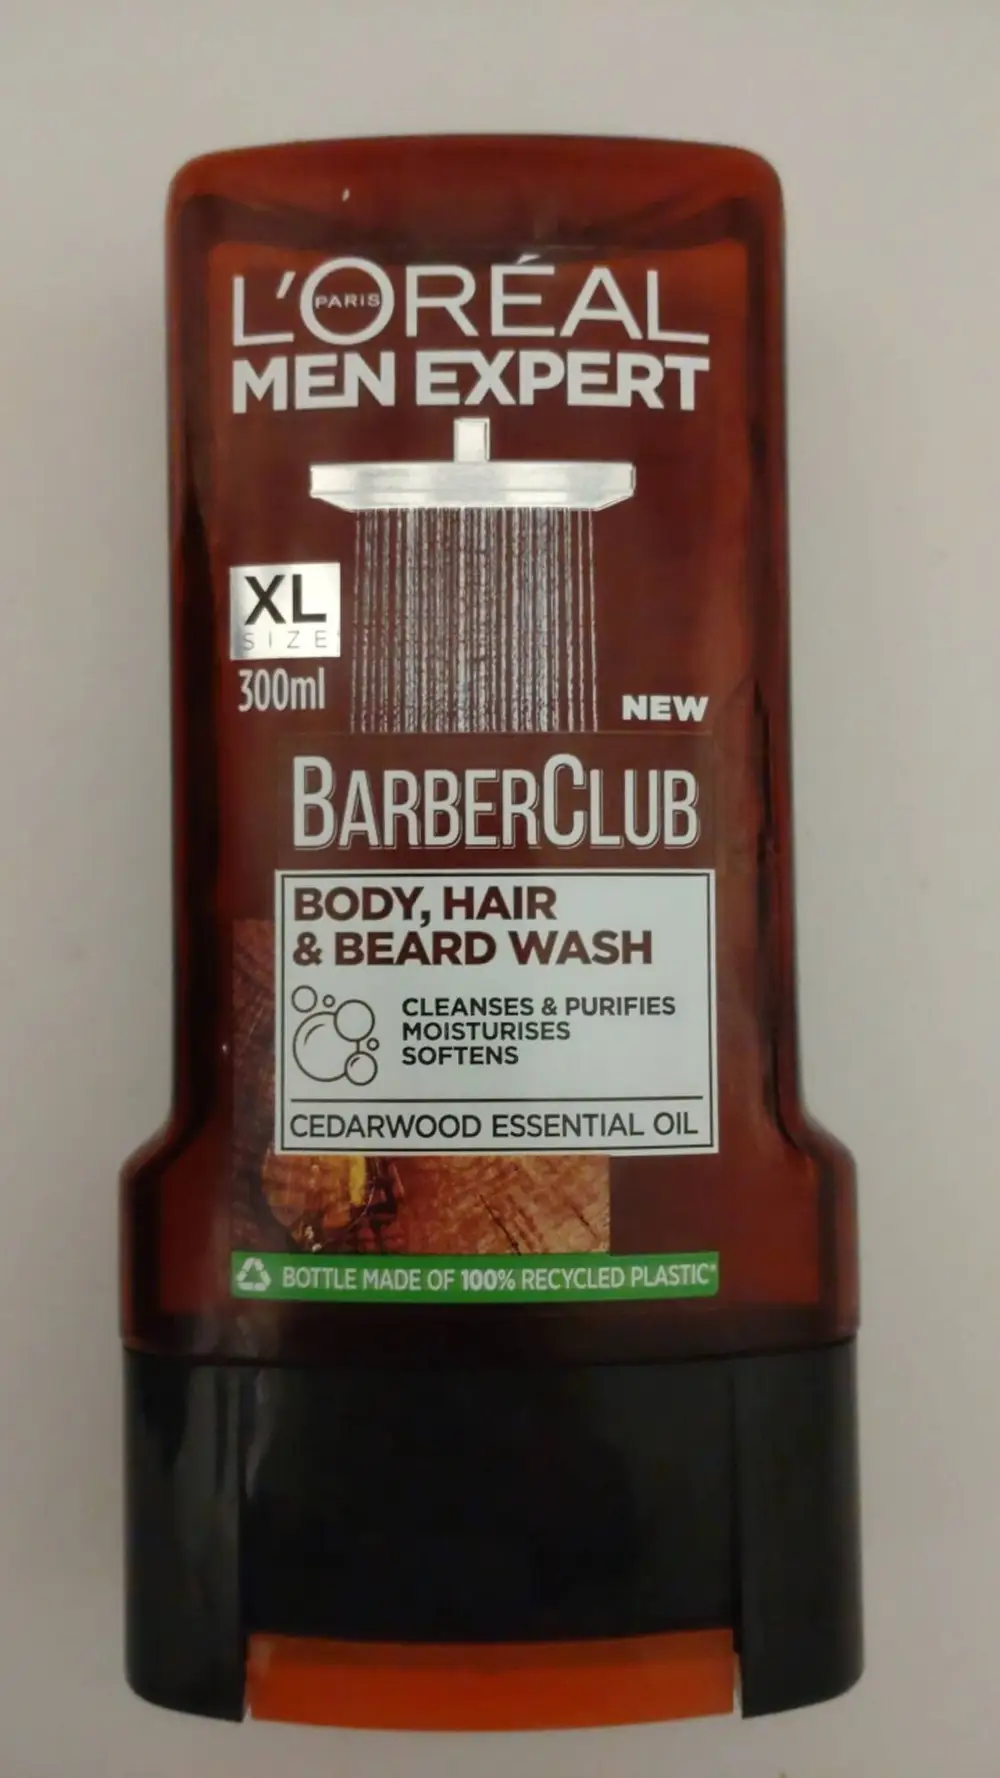 L'ORÉAL
PARIS
MEN EXPERT
XL
SIZE
300ml
NEW
BARBERCLUB
BODY, HAIR
& BEARD WASH
CLEANSES & PURIFIES
MOISTURISES
SOFTENS
CEDARWOOD ESSENTIAL OIL
BOTTLE MADE OF 100% RECYCLED PLASTIC*